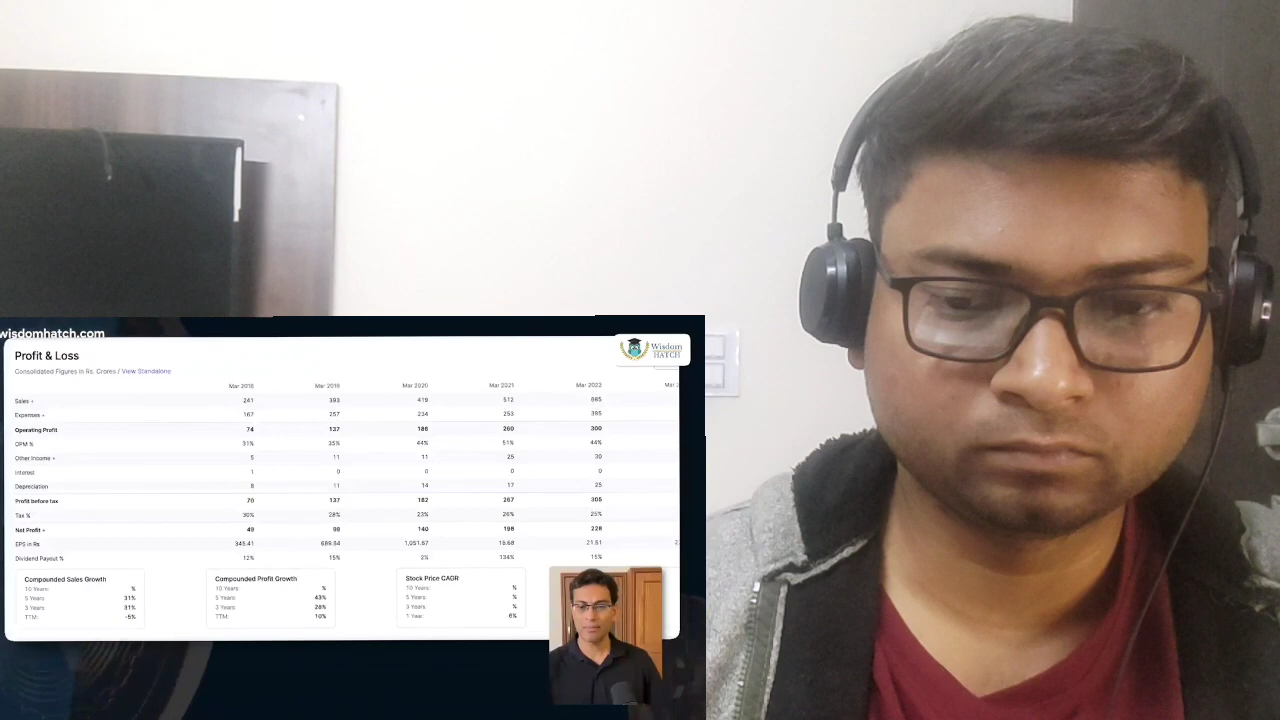 wisdomhatch.com
Wisdom
HATCH
Profit & Loss
Consolidated Figures in Rs. Crores / View Standalone
Mar 2018 Mar 2019 Mar 2020 Mar 2021 Mar 2022
Sales + 241 393 419 512 685
Expenses + 167 257 234 253 385
Operating Profit 74 137 186 260 300
OPM % 31% 35% 44% 51% 44%
Other Income + 5 11 11 25 30
Interest 1 0 0 0 0
Depreciation 8 11 14 17 25
Profit before tax 70 137 182 267 305
Tax % 30% 28% 23% 26% 25%
Net Profit + 49 98 140 198 228
EPS in Rs 345.41 689.94 1,051.67 15.68 21.51
Dividend Payout % 12% 15% 2% 134% 15%
Compounded Sales Growth
10 Years: %
5 Years: 31%
3 Years: 31%
TTM: -5%
Compounded Profit Growth
10 Years: %
5 Years: 43%
3 Years: 28%
TTM: 10%
Stock Price CAGR
10 Years: %
5 Years: %
3 Years: %
1 Year: 6%